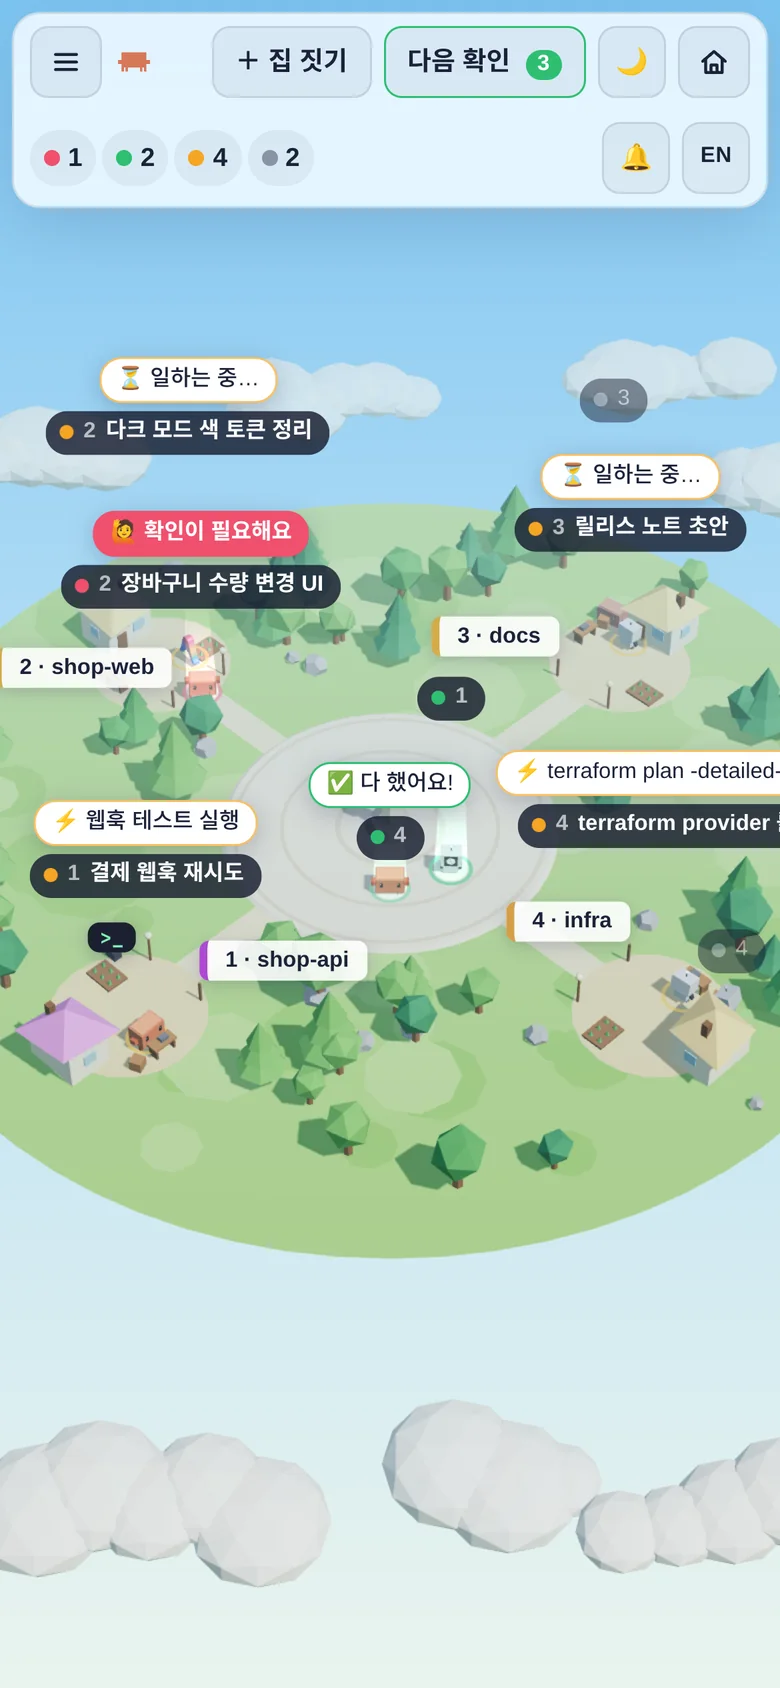 + 집 짓기
다음 확인 3
1 2 4 2
EN
⏳ 일하는 중…
2 다크 모드 색 토큰 정리
3
⏳ 일하는 중…
3 릴리스 노트 초안
🙋 확인이 필요해요
2 장바구니 수량 변경 UI
3 · docs
2 · shop-web
1
⚡ terraform plan -detailed-
✅ 다 했어요!
4
4 terraform provider
⚡ 웹훅 테스트 실행
1 결제 웹훅 재시도
>_
4 · infra
4
1 · shop-api